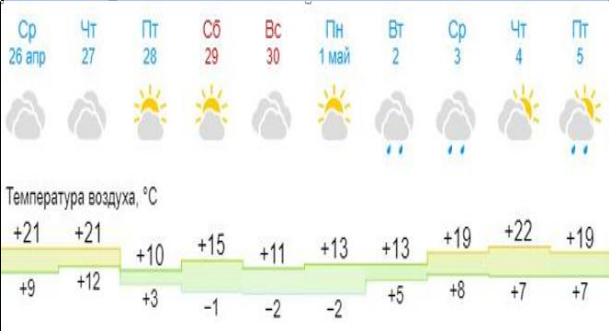 Ср Чт Пт Сб Вс Пн Вт Ср Чт Пт
26 апр 27 28 29 30 1 май 2 3 4 5
Температура воздуха, °C
+21 +21 +10 +15 +11 +13 +13 +19 +22 +19
+9 +12 +3 −1 −2 −2 +5 +8 +7 +7